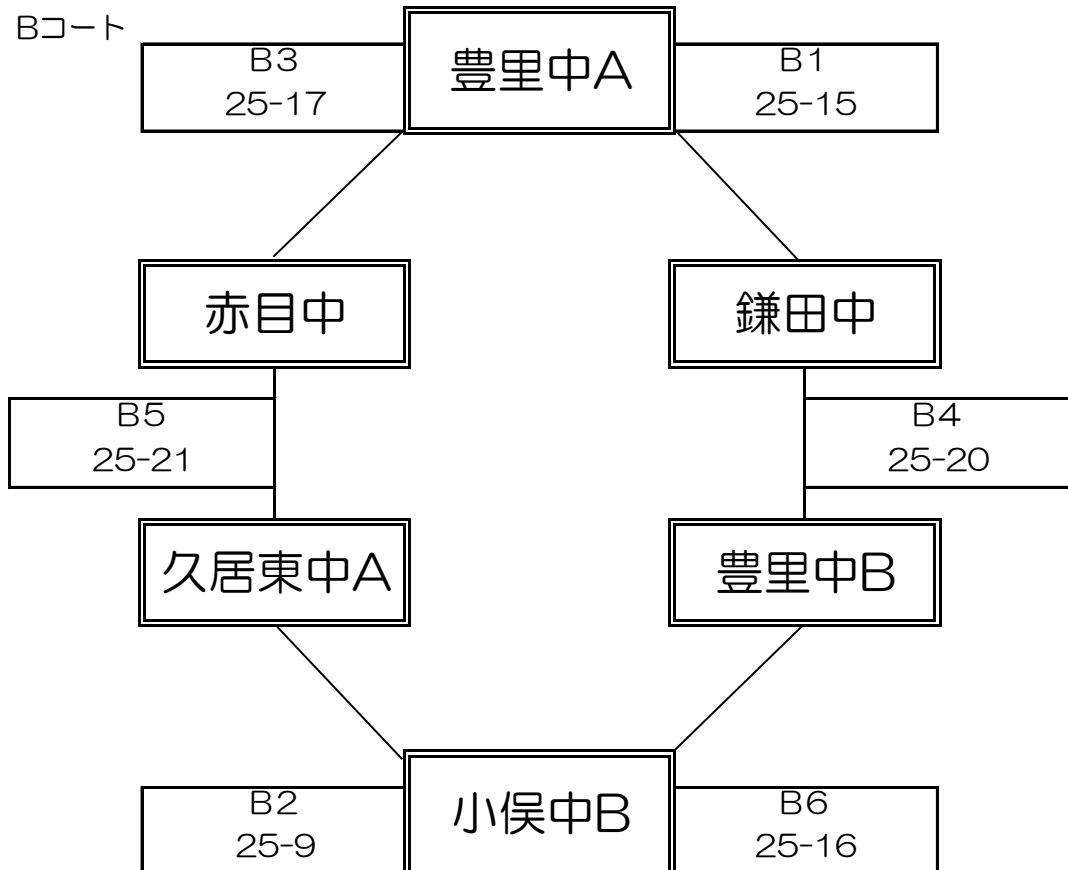 Bコート
豊里中A
B3
25-17
B1
25-15
赤目中
鎌田中
B5
25-21
B4
25-20
久居東中A
豊里中B
小俣中B
B2
25-9
B6
25-16